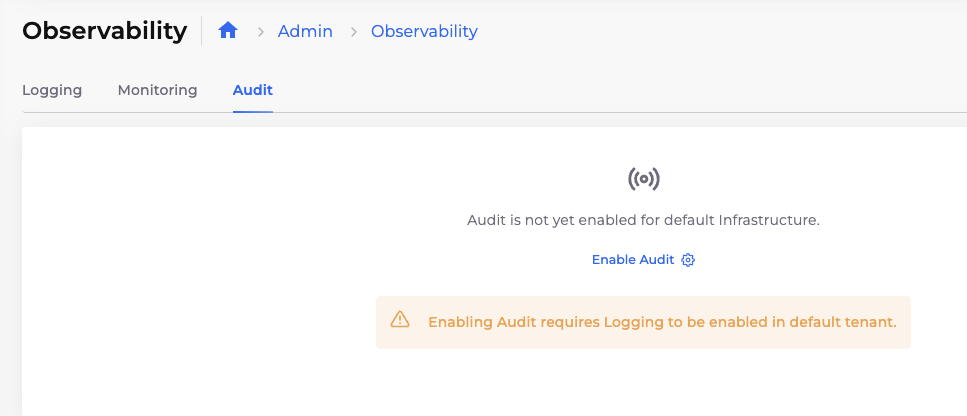 Observability
Admin
Observability
Logging
Monitoring
Audit
Audit is not yet enabled for default Infrastructure.
Enable Audit
Enabling Audit requires Logging to be enabled in default tenant.